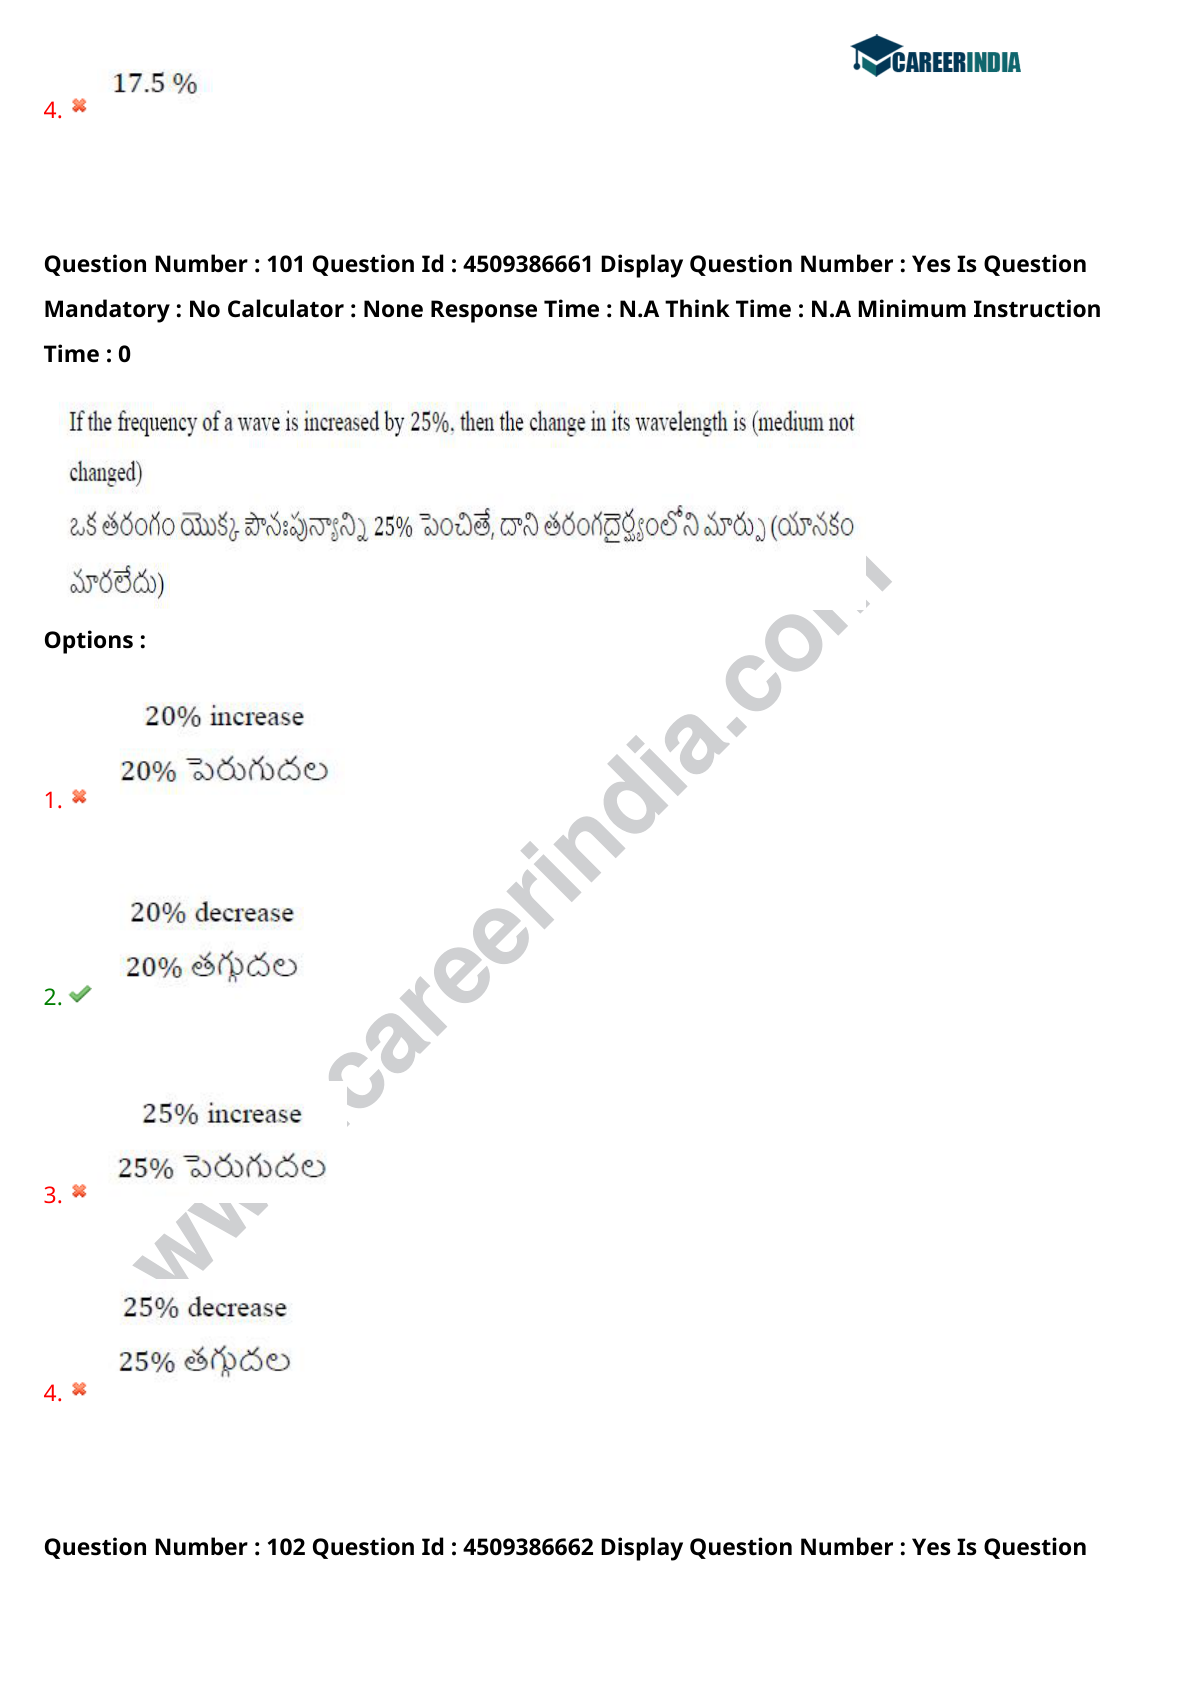 CAREERINDIA
17.5 %
4.
Question Number : 101 Question Id : 4509386661 Display Question Number : Yes Is Question
Mandatory : No Calculator : None Response Time : N.A Think Time : N.A Minimum Instruction
Time : 0
If the frequency of a wave is increased by 25%, then the change in its wavelength is (medium not
changed)
ఒక తరంగం యొక్క పౌనఃపున్యాన్ని 25% పెంచితే, దాని తరంగదైర్ఘ్యంలోని మార్పు (యానకం
మారలేదు)
Options :
20% increase
20% పెరుగుదల
1.
20% decrease
20% తగ్గుదల
2.
25% increase
25% పెరుగుదల
3.
25% decrease
25% తగ్గుదల
4.
Question Number : 102 Question Id : 4509386662 Display Question Number : Yes Is Question